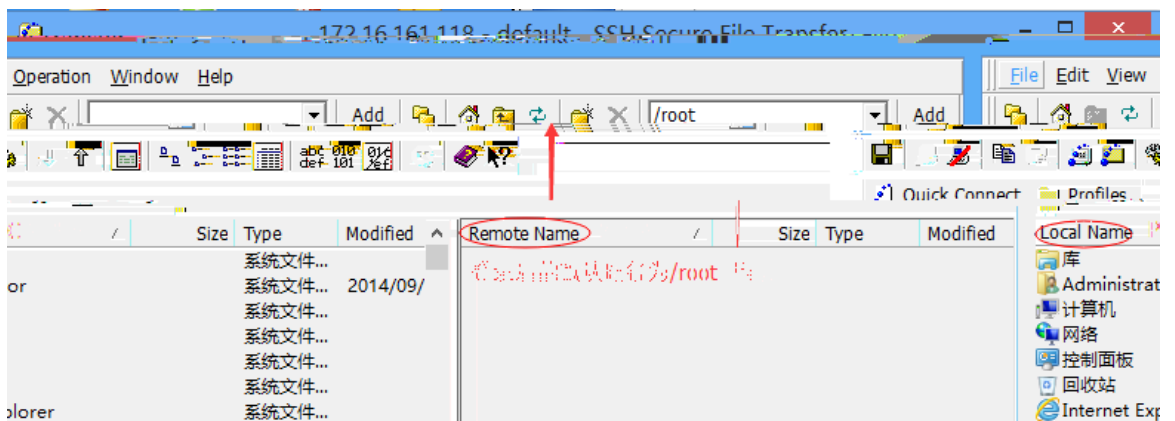 172.16.161.118 - default - SSH Secure File Transfer
Operation Window Help
File Edit View
Add
/root
Add
Quick Connect
Profiles
Size Type Modified
Remote Name Size Type Modified
Local Name
系统文件...
库
or 系统文件... 2014/09/
/root
Administrat
系统文件...
计算机
系统文件...
网络
系统文件...
控制面板
系统文件...
回收站
plorer 系统文件...
Internet Exp